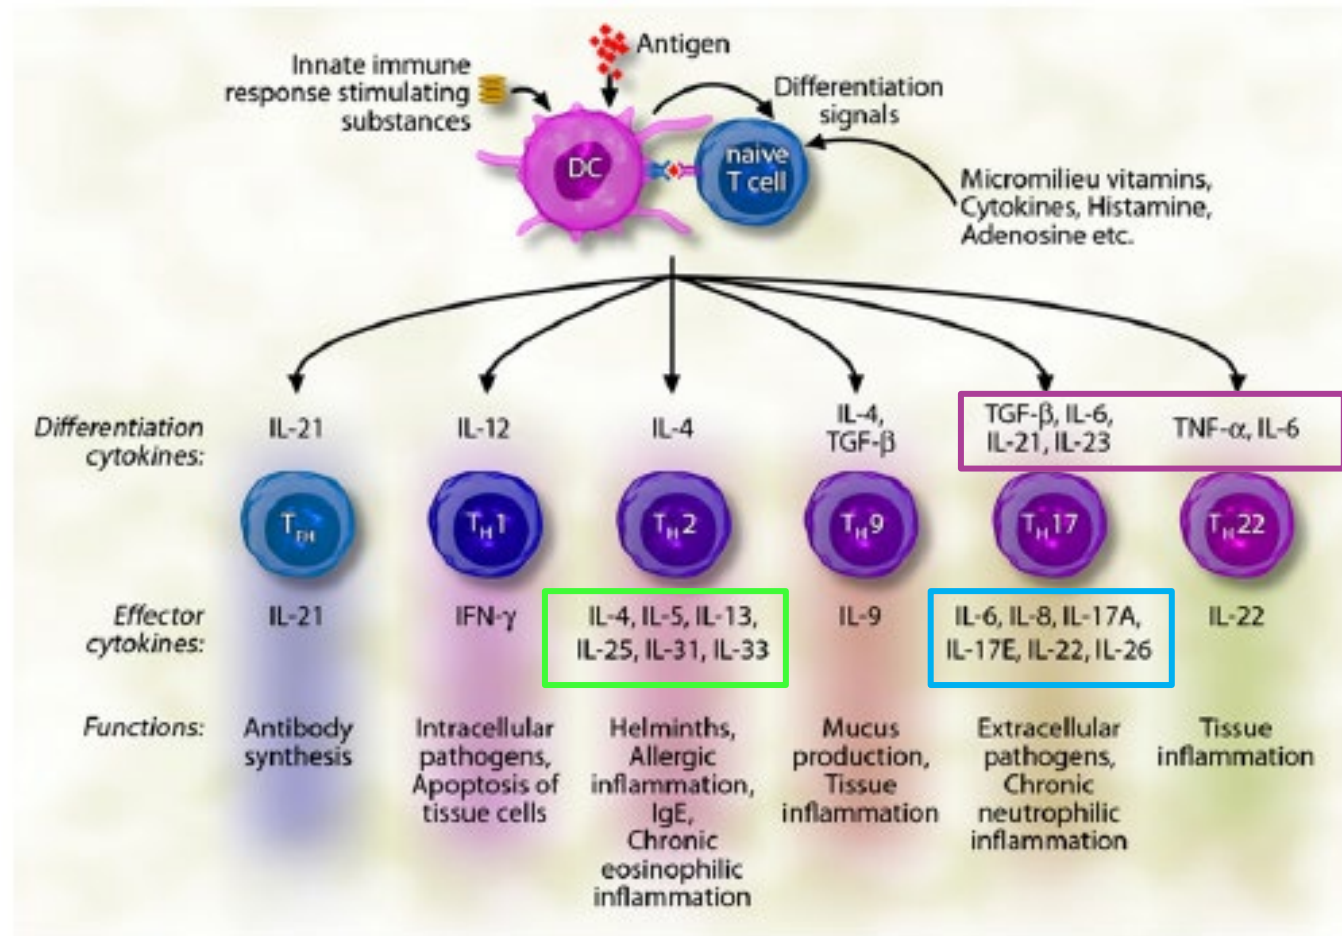 Antigen
Innate immune
response stimulating
substances
Differentiation
signals
DC
naive
T cell
Micromilieu vitamins,
Cytokines, Histamine,
Adenosine etc.
Differentiation
cytokines:
IL-21
IL-12
IL-4
IL-4,
TGF-β
TGF-β, IL-6,
IL-21, IL-23
TNF-α, IL-6
TFH
TH1
TH2
TH9
TH17
TH22
Effector
cytokines:
IL-21
IFN-γ
IL-4, IL-5, IL-13,
IL-25, IL-31, IL-33
IL-9
IL-6, IL-8, IL-17A,
IL-17E, IL-22, IL-26
IL-22
Functions:
Antibody
synthesis
Intracellular
pathogens,
Apoptosis of
tissue cells
Helminths,
Allergic
inflammation,
IgE,
Chronic
eosinophilic
inflammation
Mucus
production,
Tissue
inflammation
Extracellular
pathogens,
Chronic
neutrophilic
inflammation
Tissue
inflammation